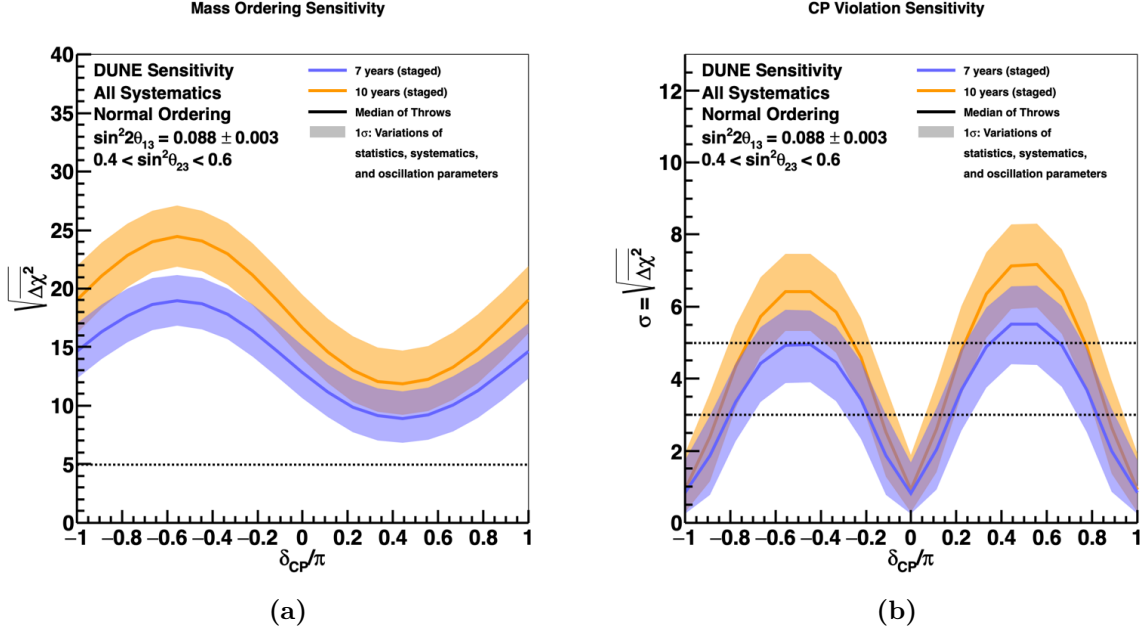 Mass Ordering Sensitivity
40
35
30
25
20
15
10
5
0
√Δχ²
DUNE Sensitivity
All Systematics
Normal Ordering
sin²2θ₁₃ = 0.088 ± 0.003
0.4 < sin²θ₂₃ < 0.6
7 years (staged)
10 years (staged)
Median of Throws
1σ: Variations of
statistics, systematics,
and oscillation parameters
−1 −0.8 −0.6 −0.4 −0.2 0 0.2 0.4 0.6 0.8 1
δCP/π
(a)
CP Violation Sensitivity
12
10
8
6
4
2
0
σ = √Δχ²
DUNE Sensitivity
All Systematics
Normal Ordering
sin²2θ₁₃ = 0.088 ± 0.003
0.4 < sin²θ₂₃ < 0.6
7 years (staged)
10 years (staged)
Median of Throws
1σ: Variations of
statistics, systematics,
and oscillation parameters
−1 −0.8 −0.6 −0.4 −0.2 0 0.2 0.4 0.6 0.8 1
δCP/π
(b)